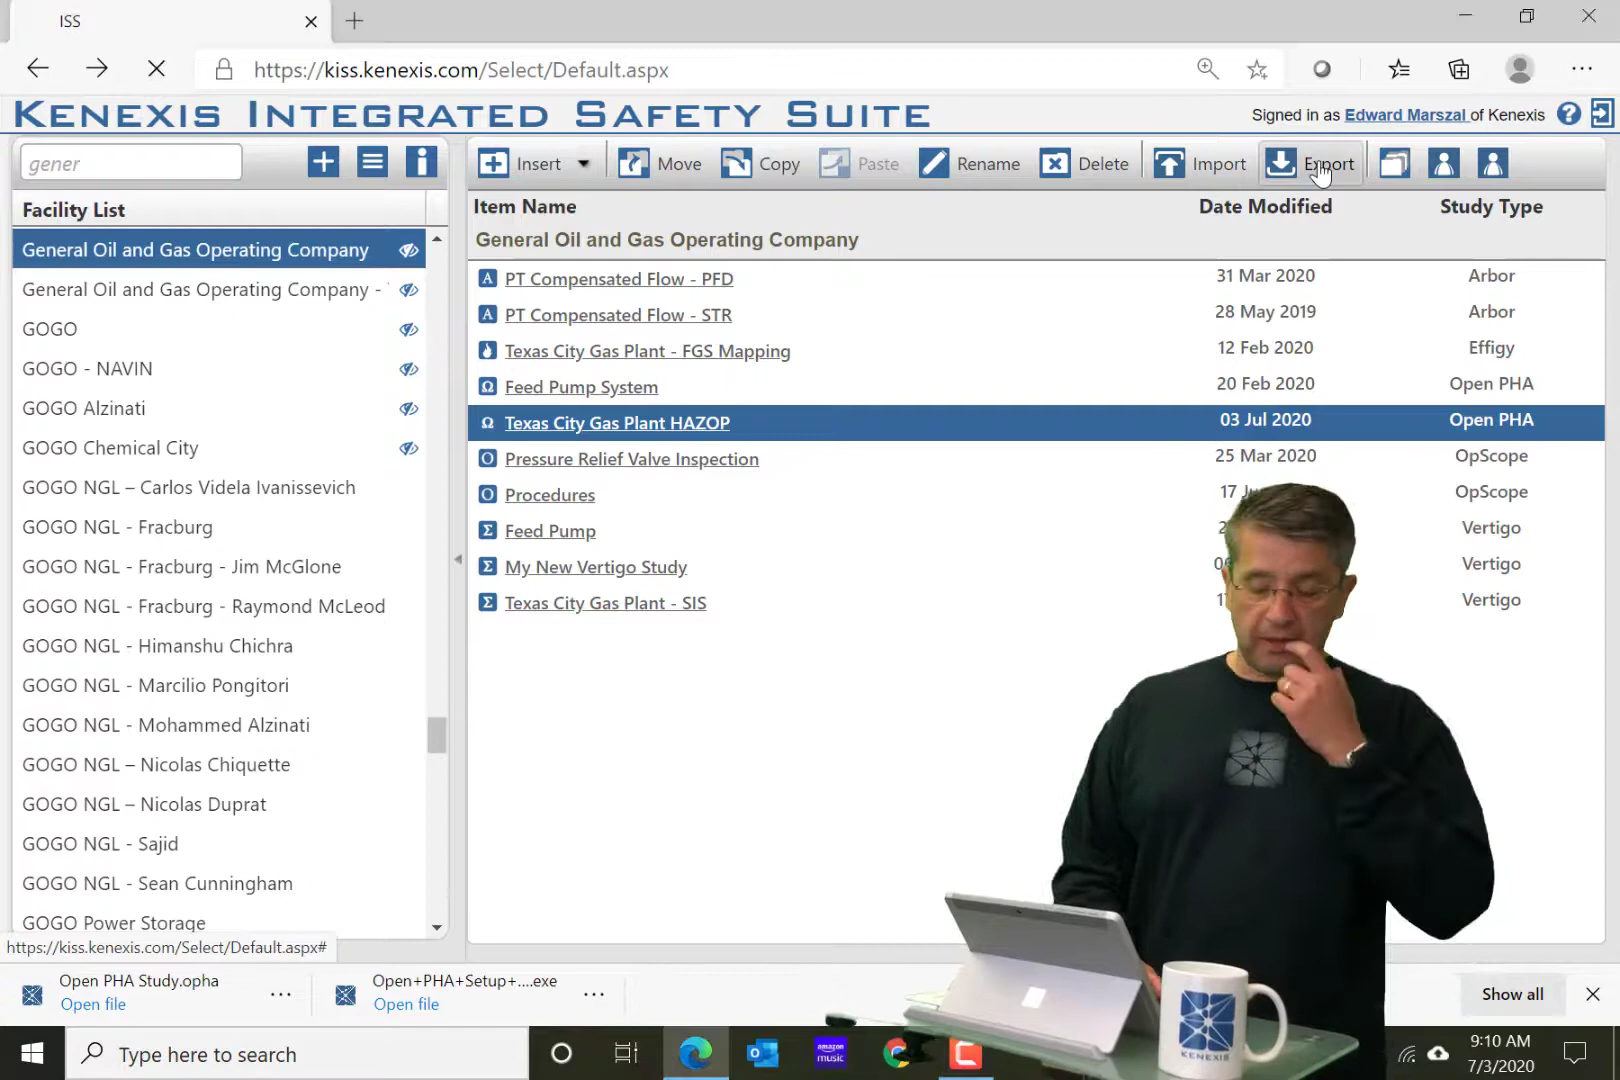 ISS
https://kiss.kenexis.com/Select/Default.aspx
KENEXIS INTEGRATED SAFETY SUITE
Signed in as Edward Marszal of Kenexis
gener
Insert Move Copy Paste Rename Delete Import Export
Facility List
Item Name Date Modified Study Type
General Oil and Gas Operating Company
General Oil and Gas Operating Company
General Oil and Gas Operating Company -
GOGO
GOGO - NAVIN
GOGO Alzinati
GOGO Chemical City
GOGO NGL – Carlos Videla Ivanissevich
GOGO NGL - Fracburg
GOGO NGL - Fracburg - Jim McGlone
GOGO NGL - Fracburg - Raymond McLeod
GOGO NGL - Himanshu Chichra
GOGO NGL - Marcilio Pongitori
GOGO NGL - Mohammed Alzinati
GOGO NGL – Nicolas Chiquette
GOGO NGL – Nicolas Duprat
GOGO NGL - Sajid
GOGO NGL - Sean Cunningham
GOGO Power Storage
A PT Compensated Flow - PFD 31 Mar 2020 Arbor
A PT Compensated Flow - STR 28 May 2019 Arbor
Texas City Gas Plant - FGS Mapping 12 Feb 2020 Effigy
Ω Feed Pump System 20 Feb 2020 Open PHA
Ω Texas City Gas Plant HAZOP 03 Jul 2020 Open PHA
O Pressure Relief Valve Inspection 25 Mar 2020 OpScope
O Procedures 17 OpScope
Σ Feed Pump Vertigo
Σ My New Vertigo Study Vertigo
Σ Texas City Gas Plant - SIS Vertigo
https://kiss.kenexis.com/Select/Default.aspx#
Open PHA Study.opha
Open file
Open+PHA+Setup+....exe
Open file
Show all
KENEXIS
Type here to search
amazon music
9:10 AM
7/3/2020